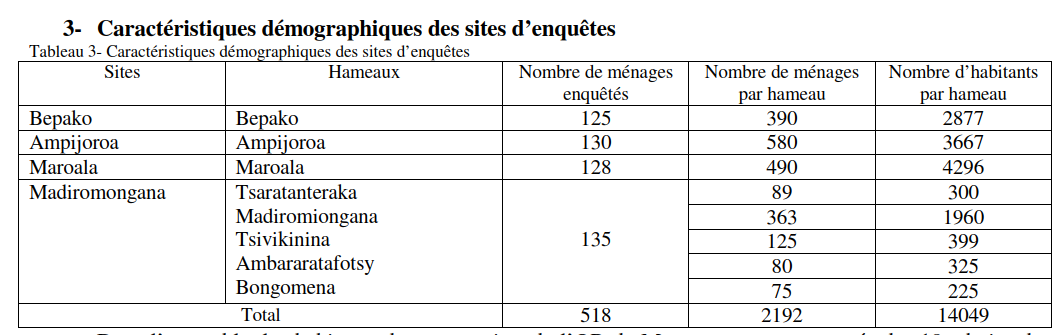 3- Caractéristiques démographiques des sites d'enquêtes
Tableau 3- Caractéristiques démographiques des sites d'enquêtes
Sites Hameaux Nombre de ménages enquêtés Nombre de ménages par hameau Nombre d'habitants par hameau
Bepako Bepako 125 390 2877
Ampijoroa Ampijoroa 130 580 3667
Maroala Maroala 128 490 4296
Madiromongana Tsaratanteraka 135 89 300
Madiromiongana 363 1960
Tsivikinina 125 399
Ambararatafotsy 80 325
Bongomena 75 225
Total 518 2192 14049